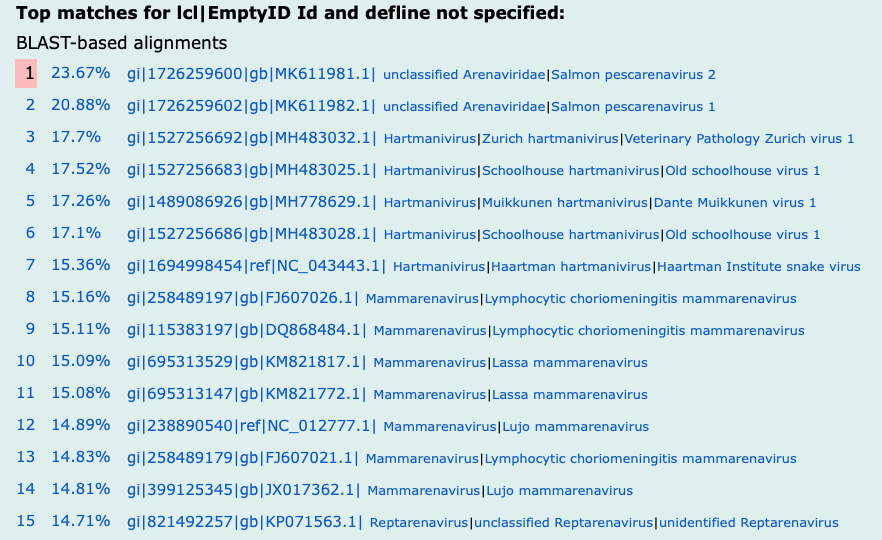 Top matches for lcl|EmptyID Id and defline not specified:
BLAST-based alignments
1 23.67% gi|1726259600|gb|MK611981.1| unclassified Arenaviridae|Salmon pescarenavirus 2
2 20.88% gi|1726259602|gb|MK611982.1| unclassified Arenaviridae|Salmon pescarenavirus 1
3 17.7% gi|1527256692|gb|MH483032.1| Hartmanivirus|Zurich hartmanivirus|Veterinary Pathology Zurich virus 1
4 17.52% gi|1527256683|gb|MH483025.1| Hartmanivirus|Schoolhouse hartmanivirus|Old schoolhouse virus 1
5 17.26% gi|1489086926|gb|MH778629.1| Hartmanivirus|Muikkunen hartmanivirus|Dante Muikkunen virus 1
6 17.1% gi|1527256686|gb|MH483028.1| Hartmanivirus|Schoolhouse hartmanivirus|Old schoolhouse virus 1
7 15.36% gi|1694998454|ref|NC_043443.1| Hartmanivirus|Haartman hartmanivirus|Haartman Institute snake virus
8 15.16% gi|258489197|gb|FJ607026.1| Mammarenavirus|Lymphocytic choriomeningitis mammarenavirus
9 15.11% gi|115383197|gb|DQ868484.1| Mammarenavirus|Lymphocytic choriomeningitis mammarenavirus
10 15.09% gi|695313529|gb|KM821817.1| Mammarenavirus|Lassa mammarenavirus
11 15.08% gi|695313147|gb|KM821772.1| Mammarenavirus|Lassa mammarenavirus
12 14.89% gi|238890540|ref|NC_012777.1| Mammarenavirus|Lujo mammarenavirus
13 14.83% gi|258489179|gb|FJ607021.1| Mammarenavirus|Lymphocytic choriomeningitis mammarenavirus
14 14.81% gi|399125345|gb|JX017362.1| Mammarenavirus|Lujo mammarenavirus
15 14.71% gi|821492257|gb|KP071563.1| Reptarenavirus|unclassified Reptarenavirus|unidentified Reptarenavirus